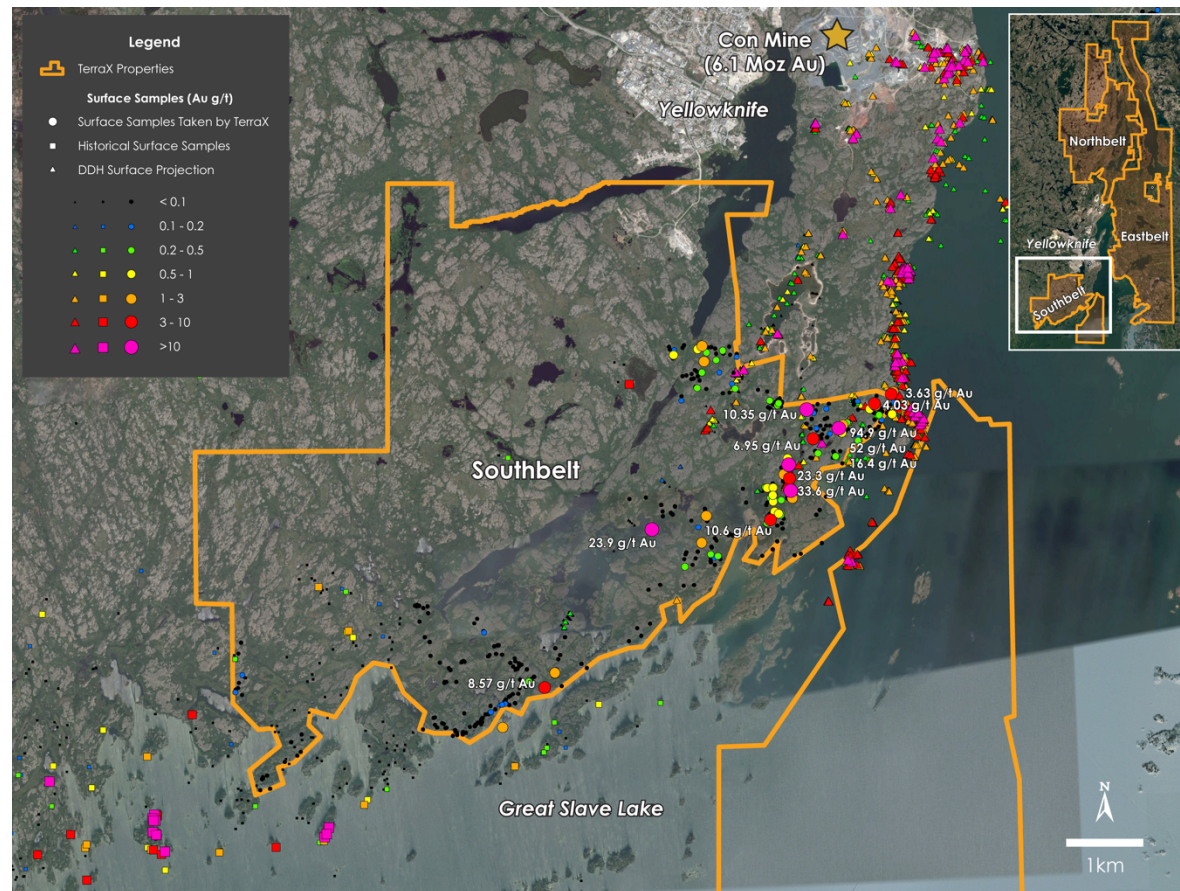 Legend
TerraX Properties
Surface Samples (Au g/t)
Surface Samples Taken by TerraX
Historical Surface Samples
DDH Surface Projection
< 0.1
0.1 - 0.2
0.2 - 0.5
0.5 - 1
1 - 3
3 - 10
>10
Con Mine
(6.1 Moz Au)
Yellowknife
Northbelt
Eastbelt
Yellowknife
Southbelt
3.63 g/t Au
4.03 g/t Au
10.35 g/t Au
94.9 g/t Au
6.95 g/t Au
52 g/t Au
16.4 g/t Au
Southbelt
23.3 g/t Au
33.6 g/t Au
10.6 g/t Au
23.9 g/t Au
8.57 g/t Au
Great Slave Lake
N
1km